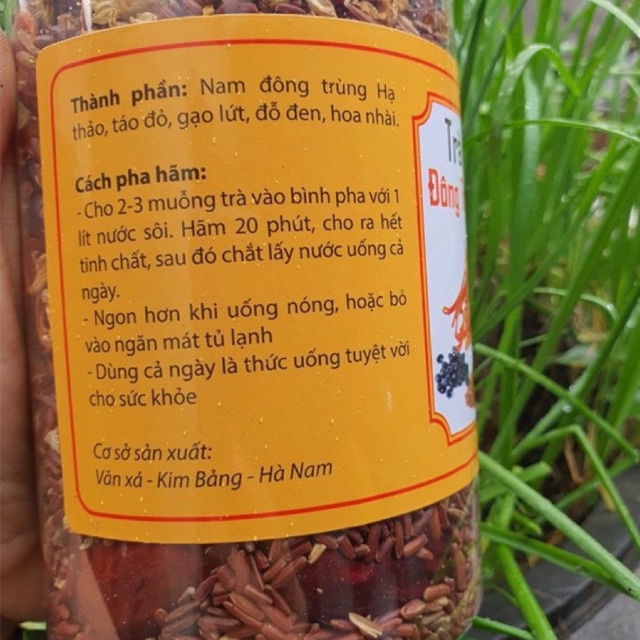 Thành phần: Nam đông trùng Hạ
thảo, táo đỏ, gạo lứt, đỗ đen, hoa nhài.
Cách pha hãm:
- Cho 2-3 muỗng trà vào bình pha với 1
lít nước sôi. Hãm 20 phút, cho ra hết
tinh chất, sau đó chắt lấy nước uống cả
ngày.
- Ngon hơn khi uống nóng, hoặc bỏ
vào ngăn mát tủ lạnh
- Dùng cả ngày là thức uống tuyệt vời
cho sức khỏe
Cơ sở sản xuất:
Văn xá - Kim Bảng - Hà Nam
Đông